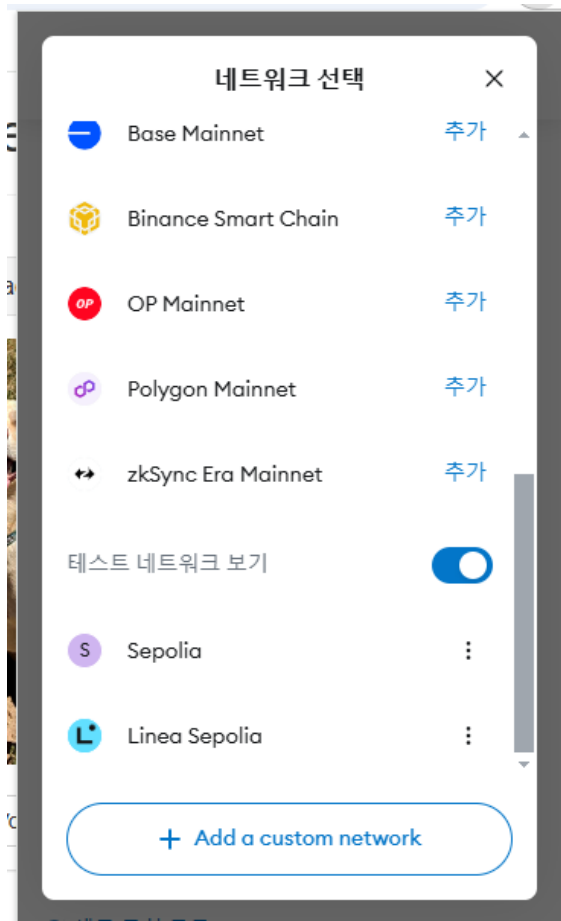 네트워크 선택
Base Mainnet 추가
Binance Smart Chain 추가
OP OP Mainnet 추가
Polygon Mainnet 추가
zkSync Era Mainnet 추가
테스트 네트워크 보기
S Sepolia
L Linea Sepolia
+ Add a custom network